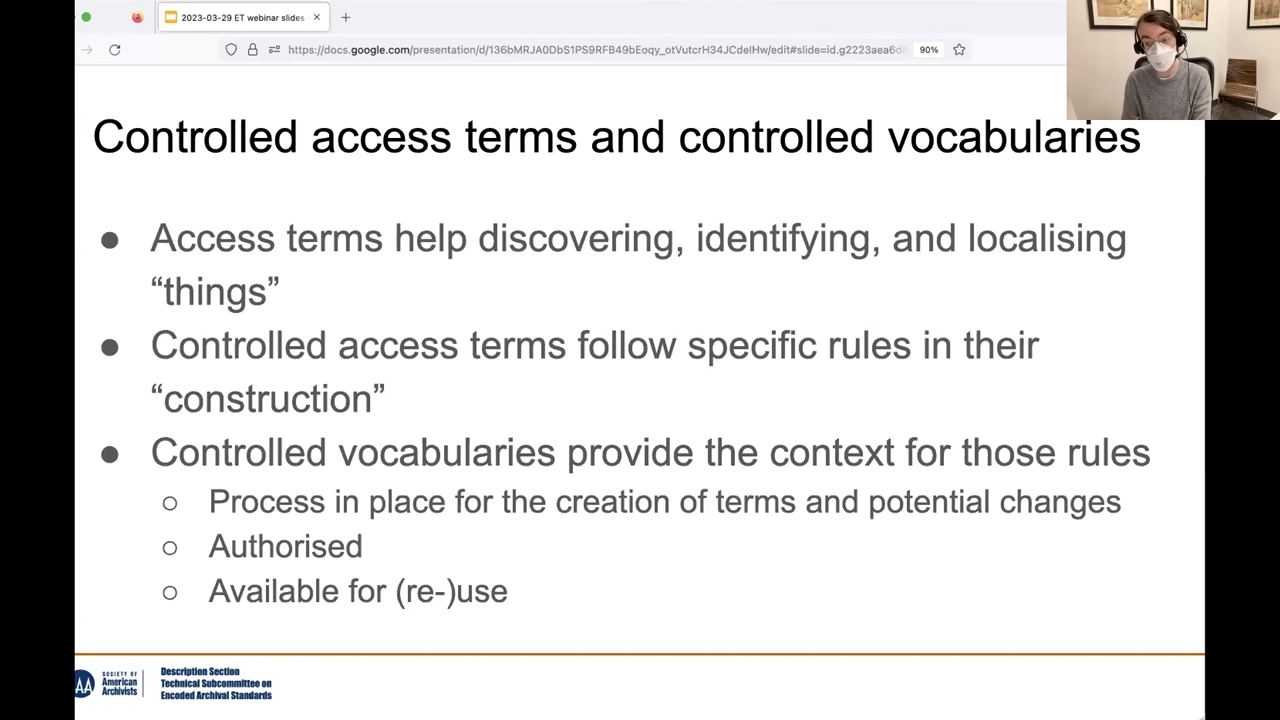 2023-03-29 ET webinar slides
https://docs.google.com/presentation/d/136bMRJA0DbS1PS9RFB49bEoqy_otVutcrH34JCdeIHw/edit#slide=id.g2223aea6d
90%
Controlled access terms and controlled vocabularies
● Access terms help discovering, identifying, and localising
“things”
● Controlled access terms follow specific rules in their
“construction”
● Controlled vocabularies provide the context for those rules
○ Process in place for the creation of terms and potential changes
○ Authorised
○ Available for (re-)use
AA
SOCIETY OF
American
Archivists
Description Section
Technical Subcommittee on
Encoded Archival Standards